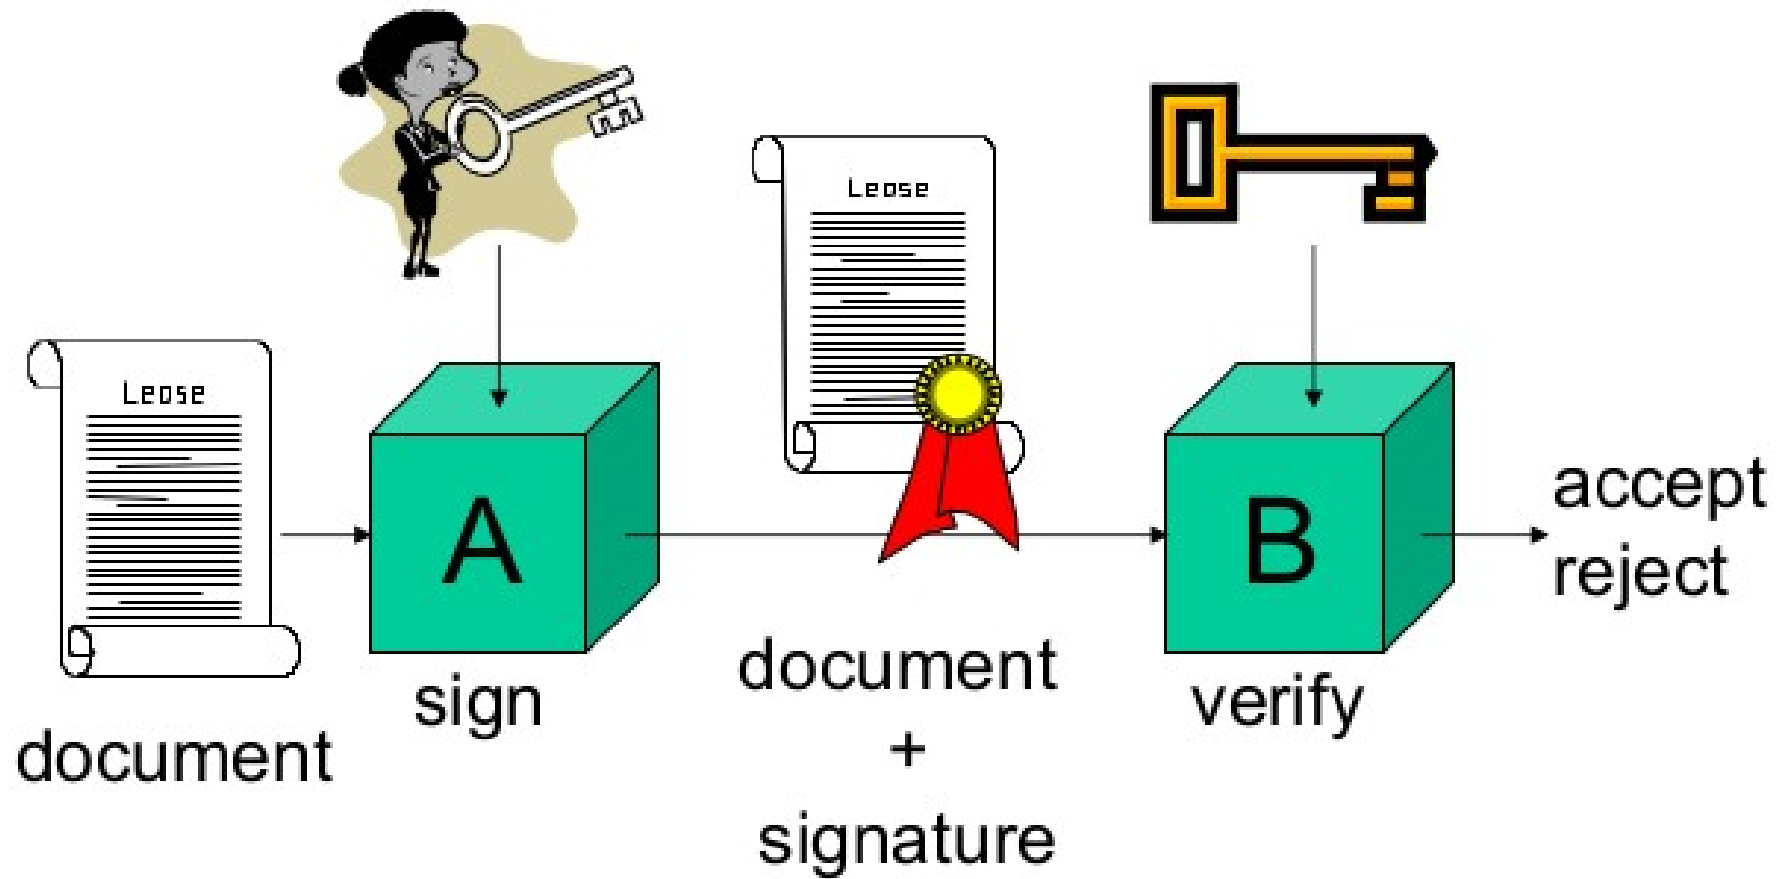 Lease
document
A
sign
Lease
document
+
signature
B
verify
accept
reject